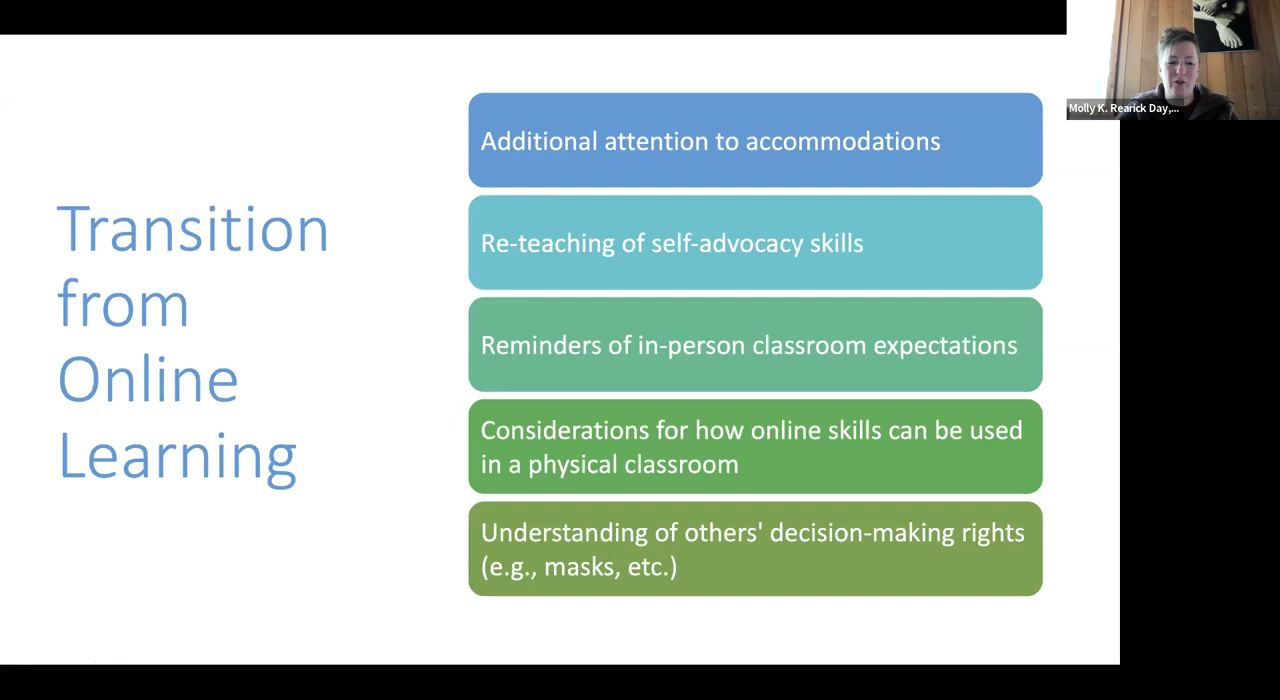 Transition
from
Online
Learning
Additional attention to accommodations
Re-teaching of self-advocacy skills
Reminders of in-person classroom expectations
Considerations for how online skills can be used
in a physical classroom
Understanding of others' decision-making rights
(e.g., masks, etc.)
Molly K. Rearick Day,...